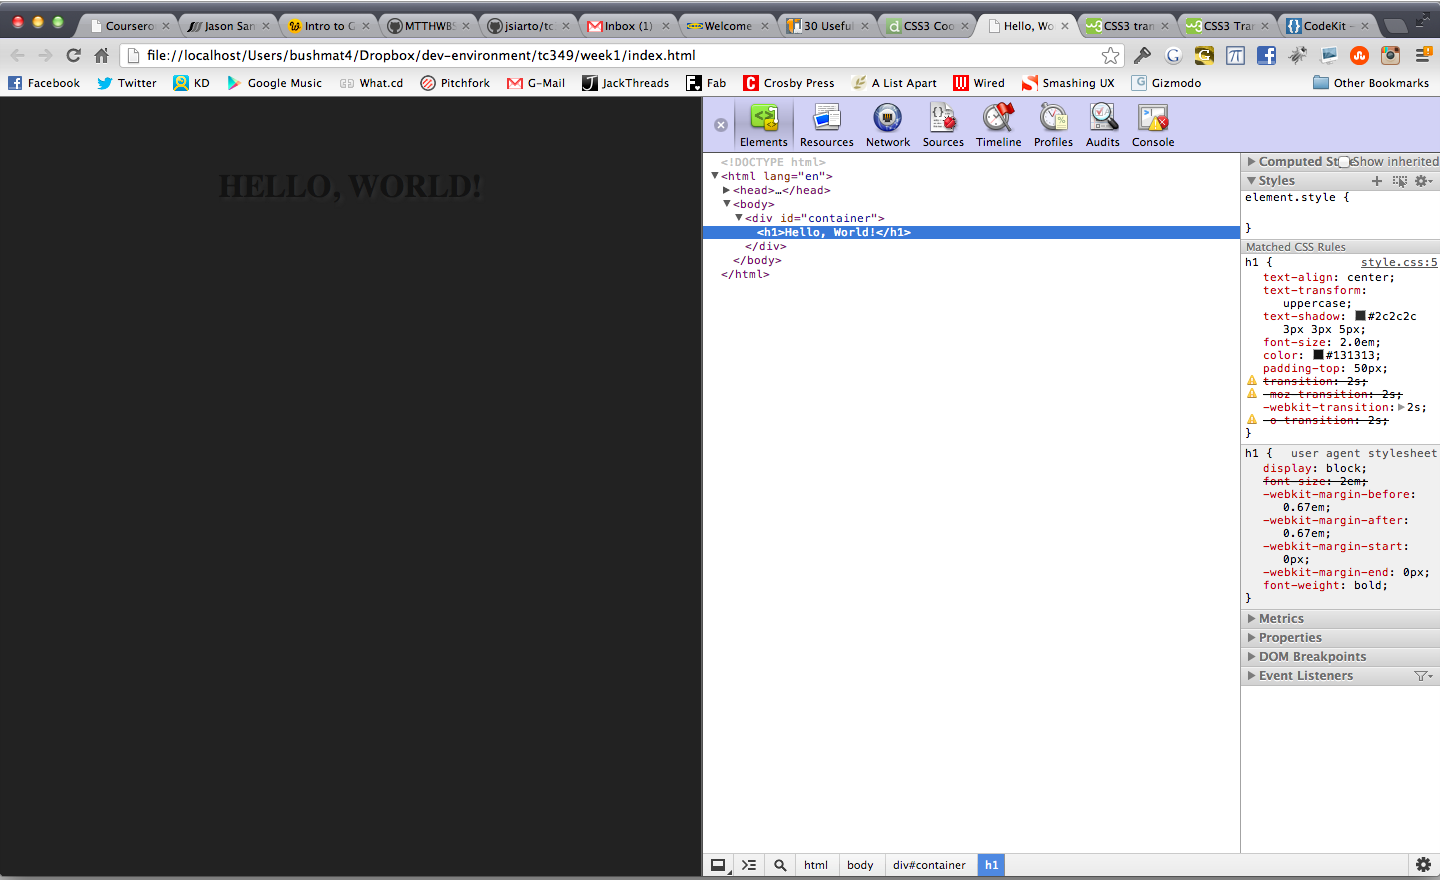 Coursero
Jason San
Intro to G
MTTHWBS
jsiarto/tc
Inbox (1)
Welcome
30 Useful
CSS3 Coo
Hello, Wo
CSS3 tran
CSS3 Tra
CodeKit –
file://localhost/Users/bushmat4/Dropbox/dev-environment/tc349/week1/index.html
Facebook
Twitter
KD
Google Music
What.cd
Pitchfork
G-Mail
JackThreads
Fab
Crosby Press
A List Apart
Wired
Smashing UX
Gizmodo
Other Bookmarks
HELLO, WORLD!
Elements
Resources
Network
Sources
Timeline
Profiles
Audits
Console
<!DOCTYPE html>
<html lang="en">
<head>…</head>
<body>
<div id="container">
<h1>Hello, World!</h1>
</div>
</body>
</html>
Computed Style
Show inherited
Styles
element.style {
}
Matched CSS Rules
h1 { style.css:5
text-align: center;
text-transform:
uppercase;
text-shadow: #2c2c2c
3px 3px 5px;
font-size: 2.0em;
color: #131313;
padding-top: 50px;
transition: 2s;
-moz-transition: 2s;
-webkit-transition: 2s;
-o-transition: 2s;
}
h1 { user agent stylesheet
display: block;
font-size: 2em;
-webkit-margin-before:
0.67em;
-webkit-margin-after:
0.67em;
-webkit-margin-start:
0px;
-webkit-margin-end: 0px;
font-weight: bold;
}
Metrics
Properties
DOM Breakpoints
Event Listeners
html
body
div#container
h1